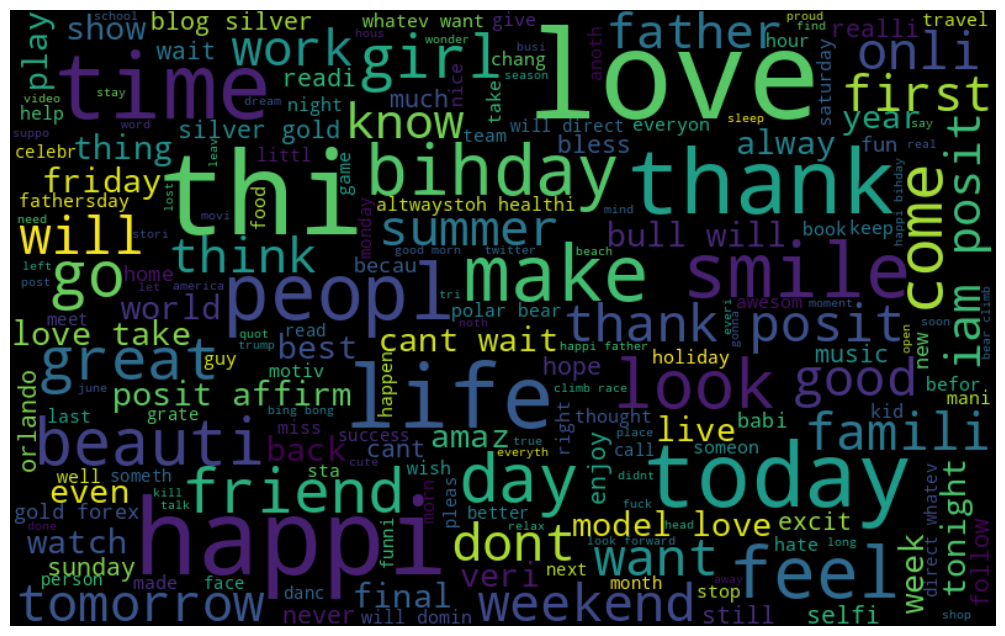 school
hous
busi
proud
find
travel
blog silver
whatev want
give
show
play
wonder
father
hour
realli
onli
work
girl
love
time
wait
readi
nice
chang
season
anoth
saturday
first
video
stay
help
dream
night
much
take
suppo
word
know
team
will direct
everyon
sleep
year
say
silver gold
bless
alway
fun
real
celebr
thing
leav
littl
game
bihday
thank
posit
friday
thi
food
lost
fathersday
altwaystoh healthi
mind
come
happi bihday
need
movi
monday
summer
bull will
book
keep
will
stori
good morn
twitter
think
make
smile
iam posit
left
go
home
becau
beach
post
let
america
peopl
tri
polar bear
awesom
moment
world
meet
quot
noth
thank posit
everi
gonna
soon
bear climb
love take
trump
read
best
cant wait
happi father
open
new
great
guy
holiday
music
hope
look
good
befor
mani
motiv
happen
life
climb race
june
posit affirm
orlando
last
grate
bing bong
right
thought
place
babi
kid
beauti
miss
success
back
cant
amaz
true
call
live
famili
someon
well
someth
sta
wish
everyth
enjoy
didnt
even
kill
talk
cute
friend
morn
pleas
better
day
today
tonight
gold forex
happi
funni
relax
fuck
model love
head
excit
direct whatev
done
watch
dont
look forward
want
hate
long
week
follow
sunday
person
made
face
danc
veri
next
month
stop
feel
away
tomorrow
never
final
will domin
weekend
still
selfi
shop